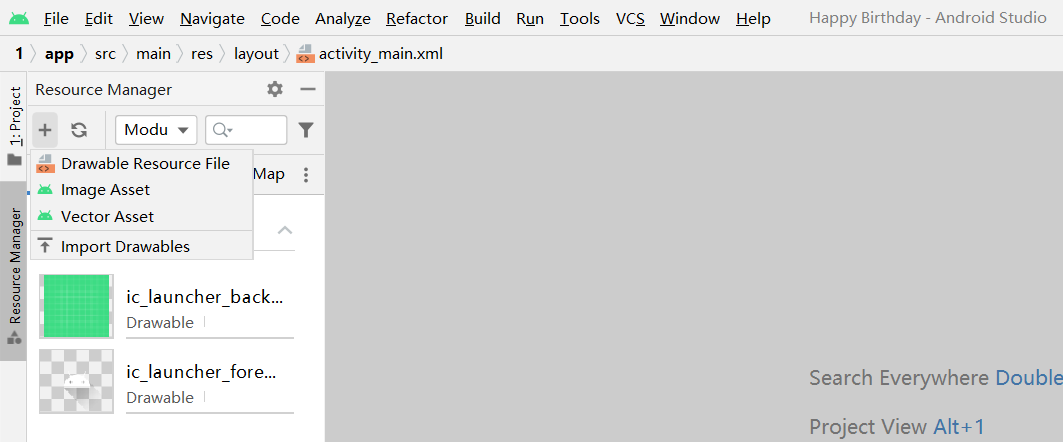 File Edit View Navigate Code Analyze Refactor Build Run Tools VCS Window Help Happy Birthday - Android Studio
1 app src main res layout activity_main.xml
1: Project
Resource Manager
Resource Manager
Modu
Drawable Resource File
Map
Image Asset
Vector Asset
Import Drawables
ic_launcher_back...
Drawable
ic_launcher_fore...
Drawable
Search Everywhere Double
Project View Alt+1